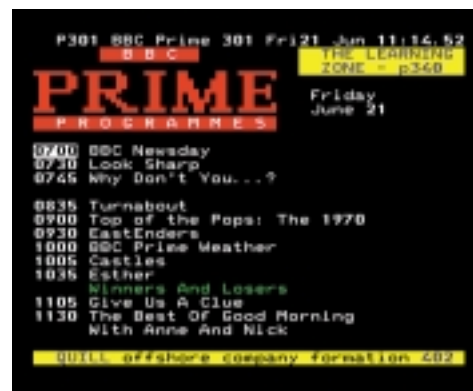 P301 BBC Prime 301 Fri21 Jun 11:14.52
BBC
THE LEARNING
ZONE - p360
PRIME
PROGRAMMES
Friday
June 21
0700 BBC Newsday
0730 Look Sharp
0745 Why Don't You...?
0835 Turnabout
0900 Top of the Pops: The 1970
0930 EastEnders
1000 BBC Prime Weather
1005 Castles
1035 Esther
Winners And Losers
1105 Give Us A Clue
1130 The Best Of Good Morning
With Anne And Nick
QUILL offshore company formation 402